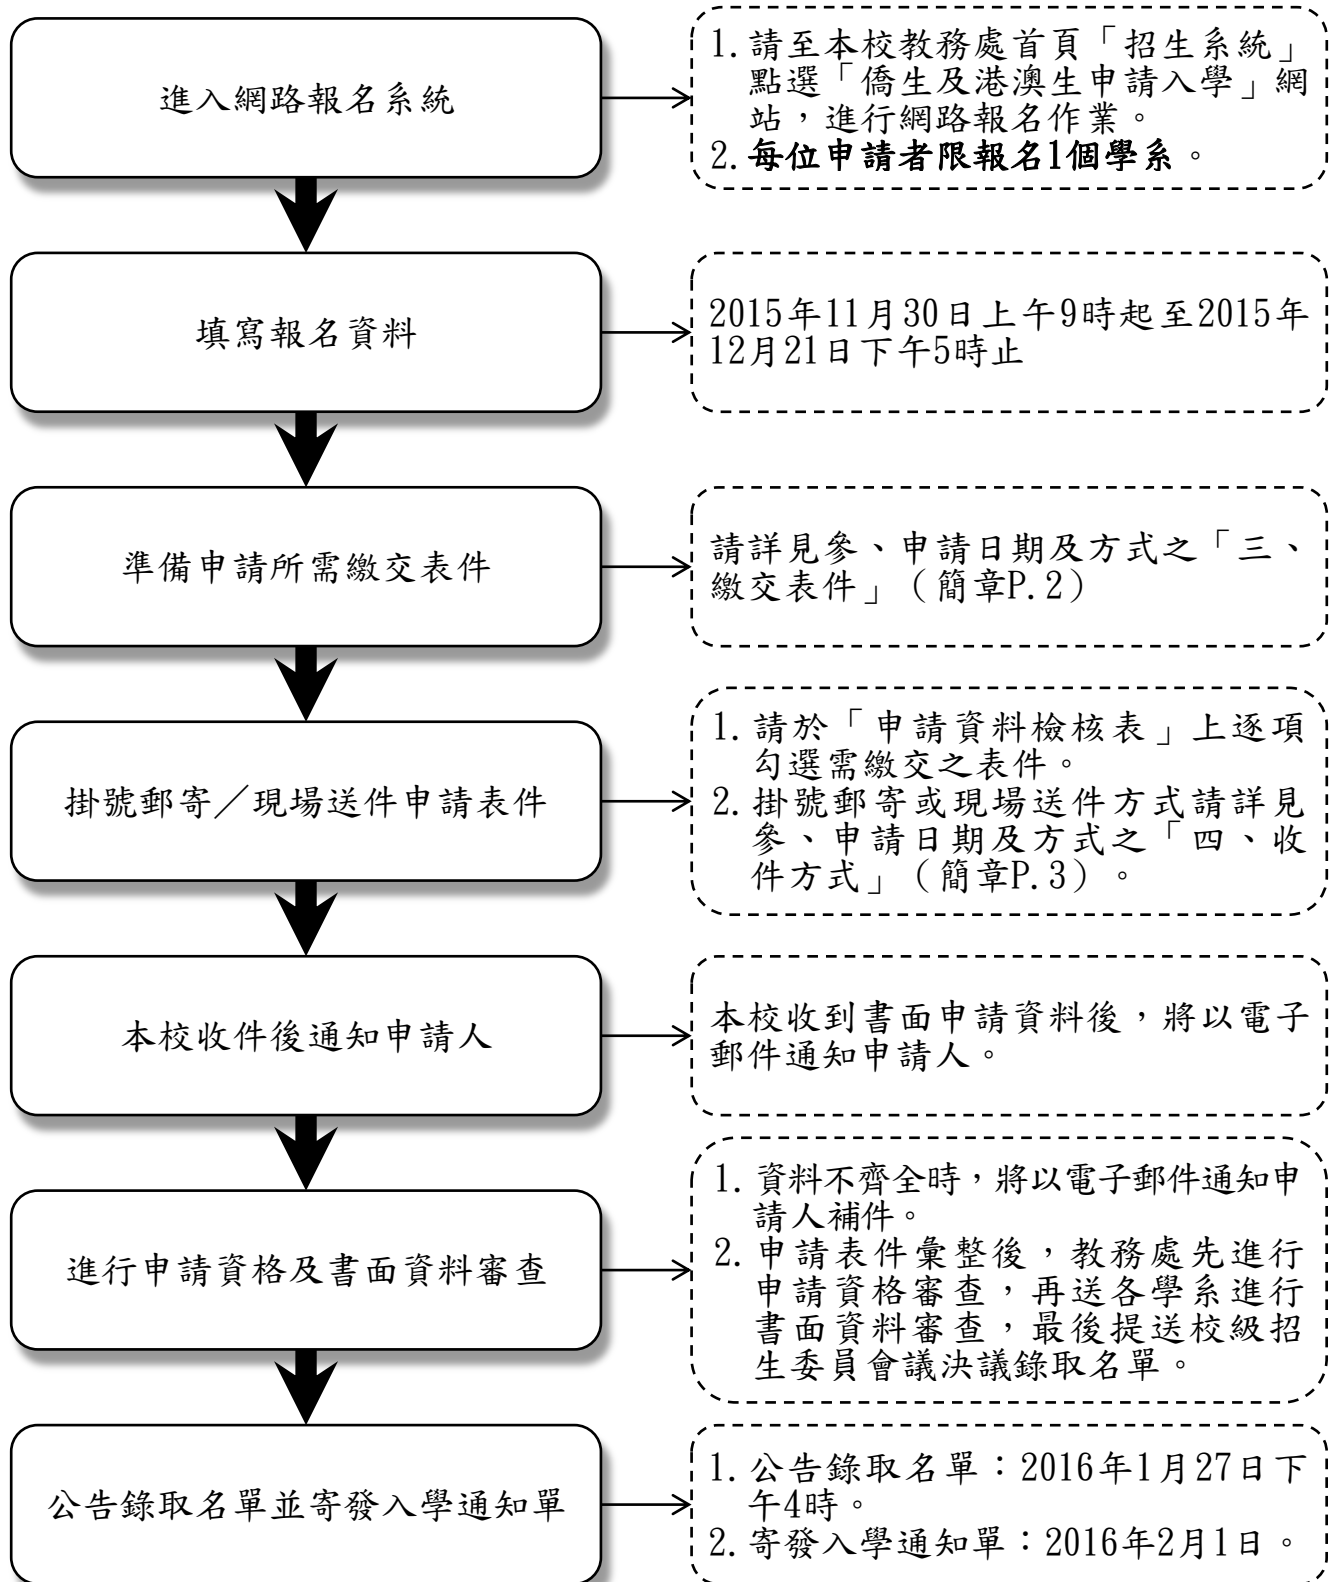 進入網路報名系統
1. 請至本校教務處首頁「招生系統」
點選「僑生及港澳生申請入學」網
站，進行網路報名作業。
2. 每位申請者限報名1個學系。
填寫報名資料
2015年11月30日上午9時起至2015年
12月21日下午5時止
準備申請所需繳交表件
請詳見參、申請日期及方式之「三、
繳交表件」（簡章P.2）
掛號郵寄／現場送件申請表件
1. 請於「申請資料檢核表」上逐項
勾選需繳交之表件。
2. 掛號郵寄或現場送件方式請詳見
參、申請日期及方式之「四、收
件方式」（簡章P.3）。
本校收件後通知申請人
本校收到書面申請資料後，將以電子
郵件通知申請人。
進行申請資格及書面資料審查
1. 資料不齊全時，將以電子郵件通知申
請人補件。
2. 申請表件彙整後，教務處先進行
申請資格審查，再送各學系進行
書面資料審查，最後提送校級招
生委員會議決議錄取名單。
公告錄取名單並寄發入學通知單
1. 公告錄取名單：2016年1月27日下
午4時。
2. 寄發入學通知單：2016年2月1日。